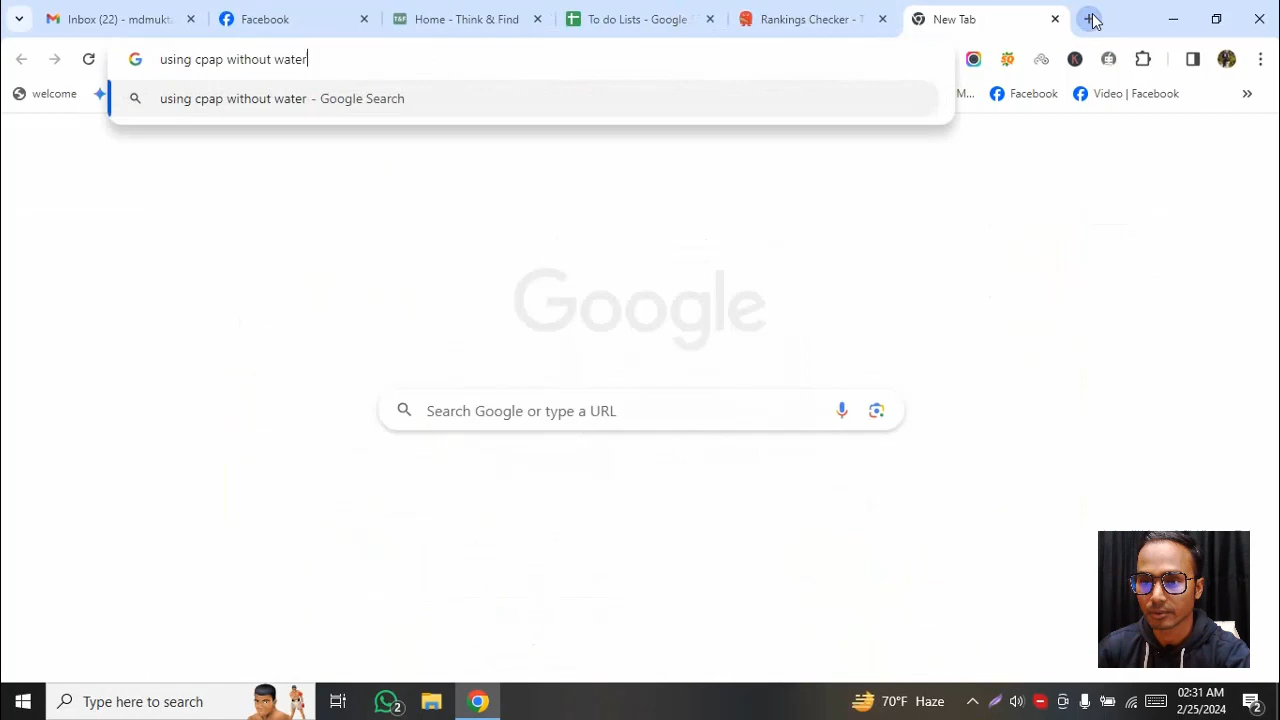 Inbox (22) - mdmukt
Facebook
Home - Think & Find
To do Lists - Google
Rankings Checker - T
New Tab
using cpap without water
welcome
using cpap without water - Google Search
M...
Facebook
Video | Facebook
Google
Search Google or type a URL
Type here to search
2
70°F Haze
02:31 AM
2/25/2024
2